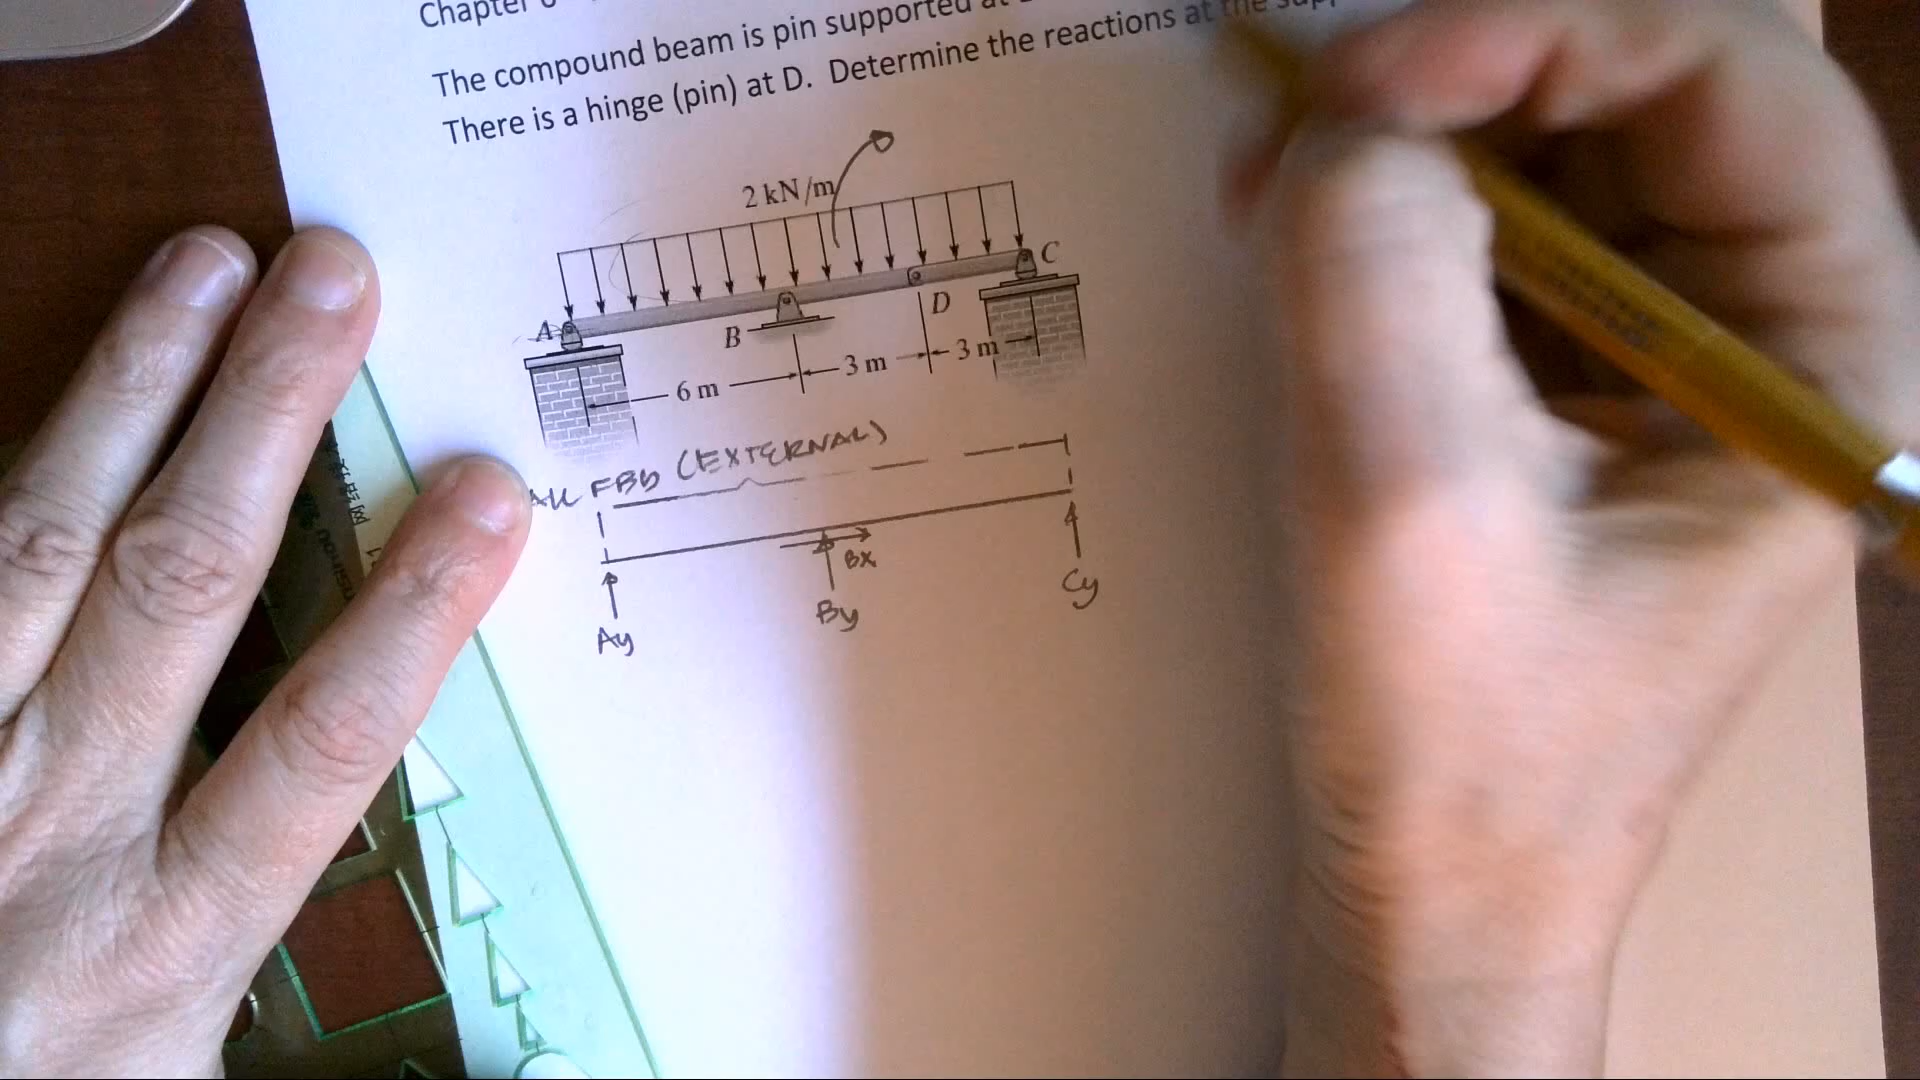 Chapter
The compound beam is pin supported at
There is a hinge (pin) at D. Determine the reactions at the
2 kN/m
A
B
C
D
6 m
3 m
3 m
FBD (EXTERNAL)
Bx
Ay
By
Cy